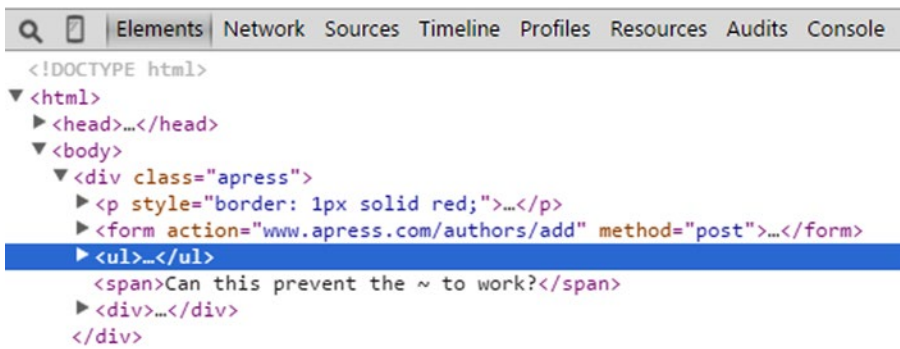 Elements Network Sources Timeline Profiles Resources Audits Console
<!DOCTYPE html>
<html>
<head>…</head>
<body>
<div class="apress">
<p style="border: 1px solid red;">…</p>
<form action="www.apress.com/authors/add" method="post">…</form>
<ul>…</ul>
<span>Can this prevent the ~ to work?</span>
<div>…</div>
</div>